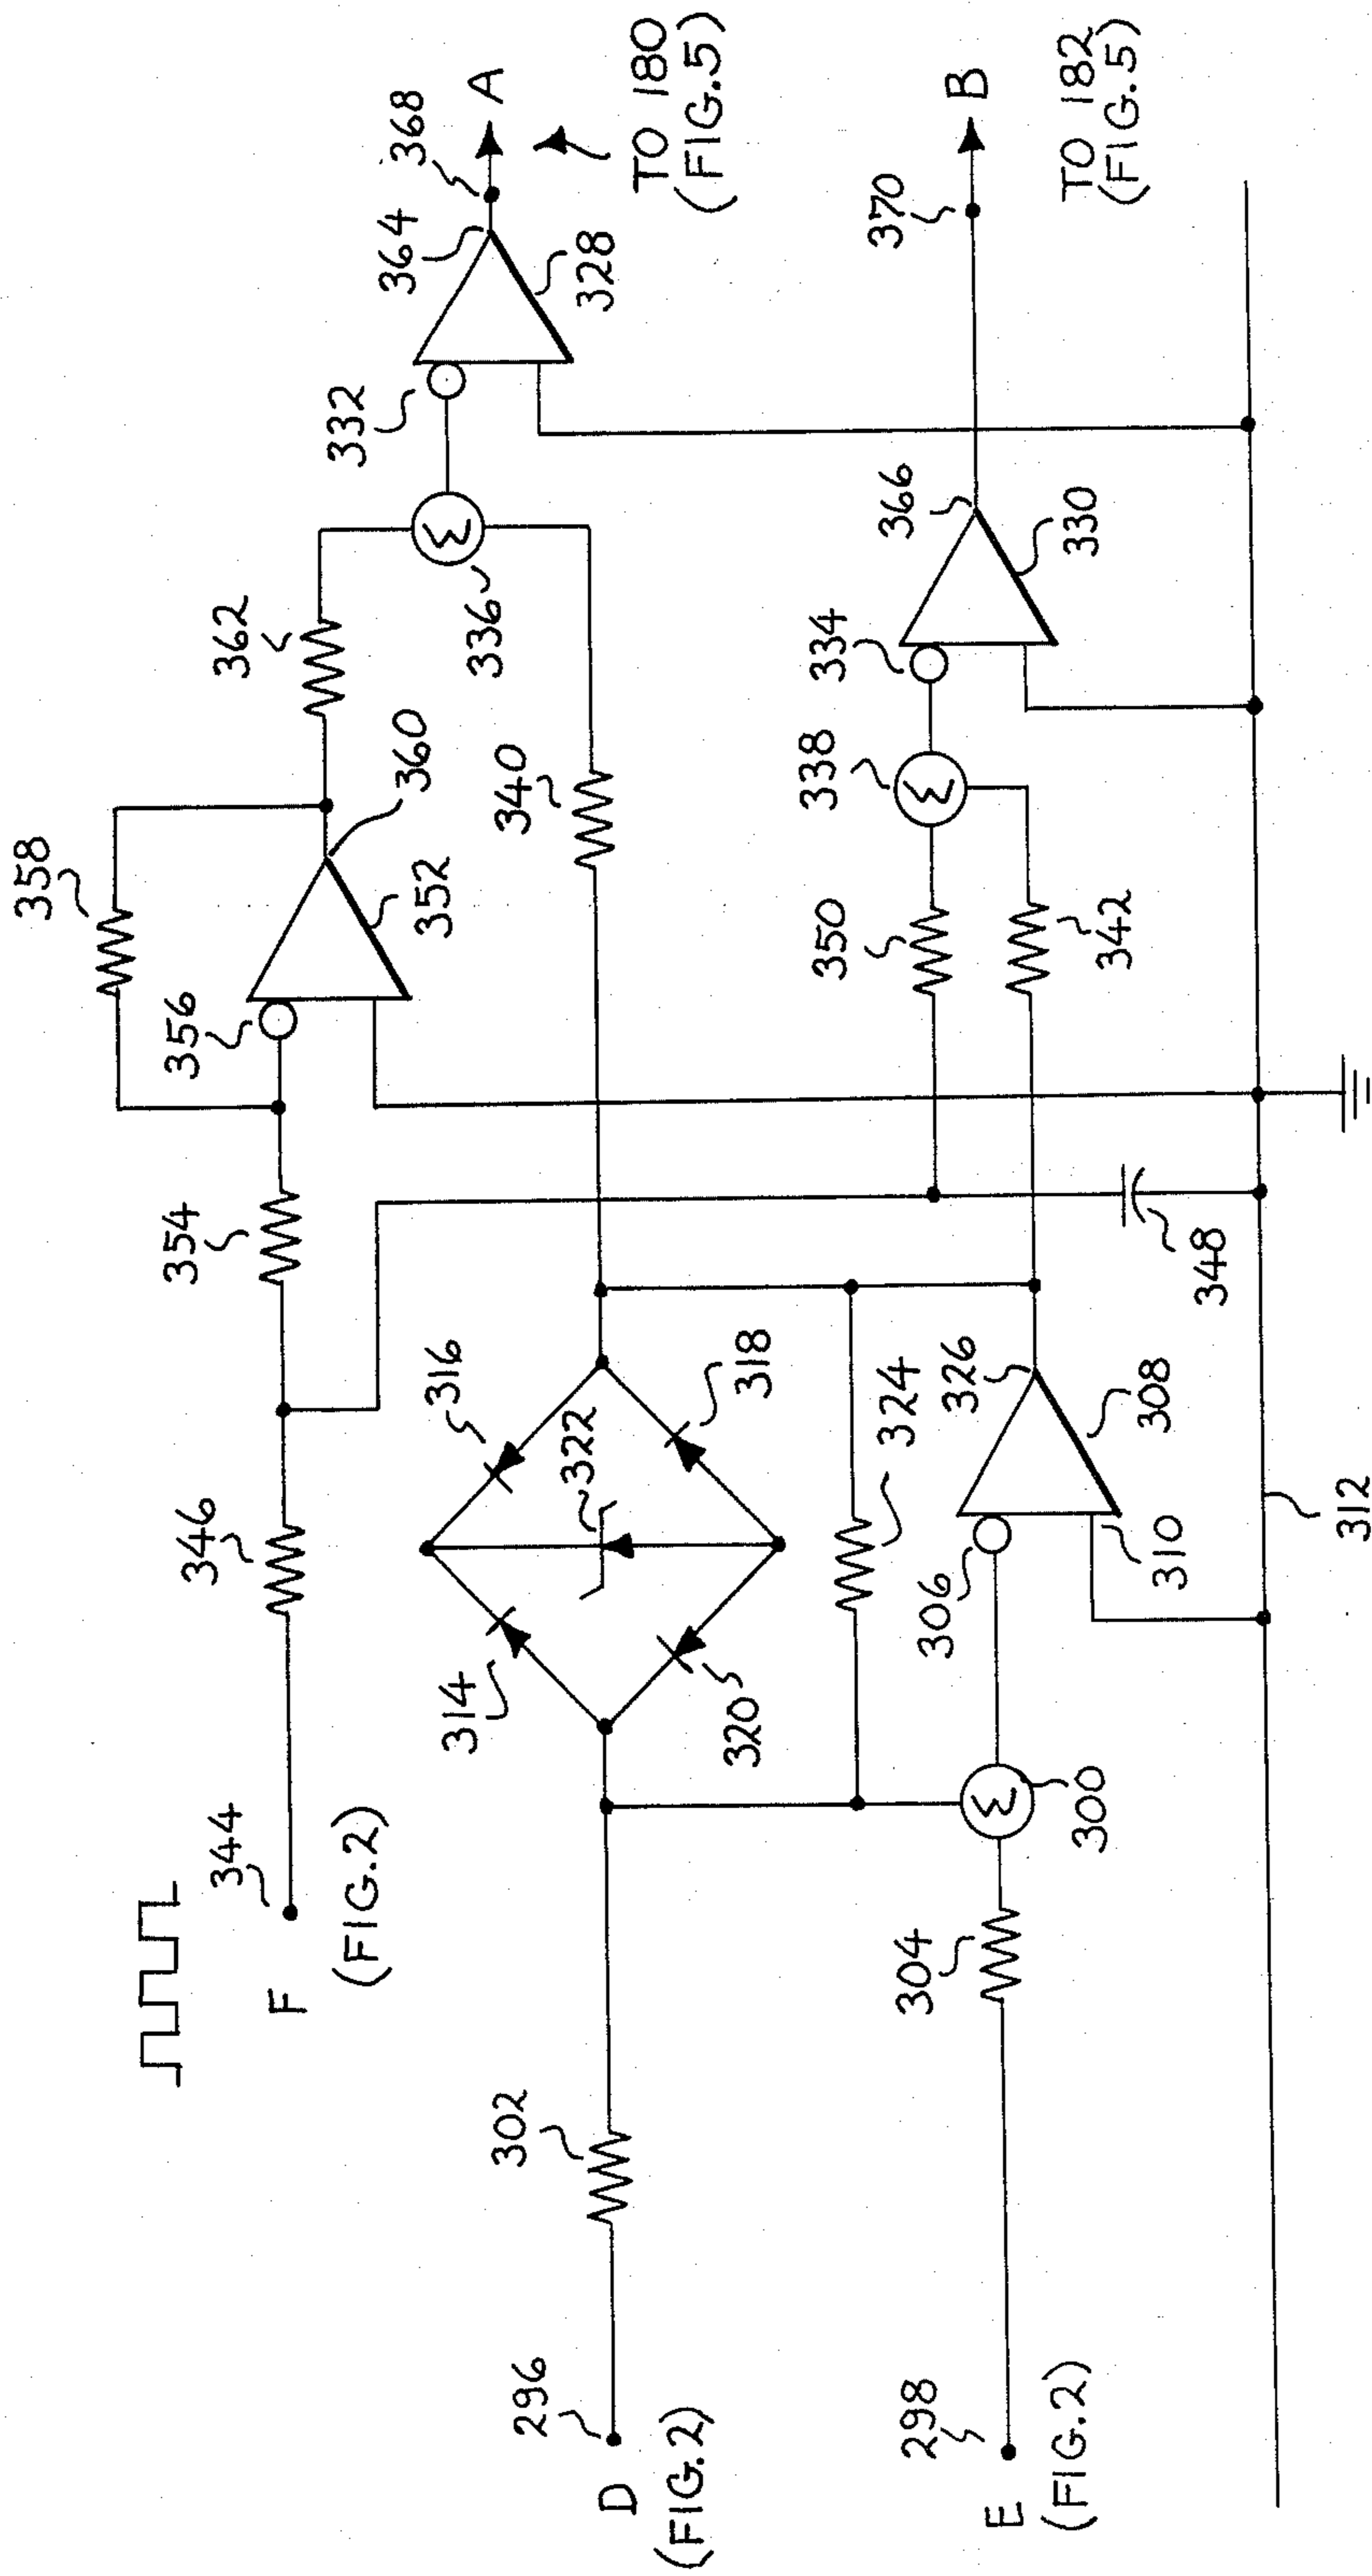 358
344
346
354
356
362
F
(FIG.2)
332
364
368
360
352
316
A
Σ
336
314
322
340
328
296
302
D
(FIG.2)
TO 180
(FIG.5)
320
318
334
338
350
366
370
298
304
306
324
326
B
Σ
Σ
E
(FIG.2)
300
310
308
342
330
TO 182
(FIG.5)
348
312